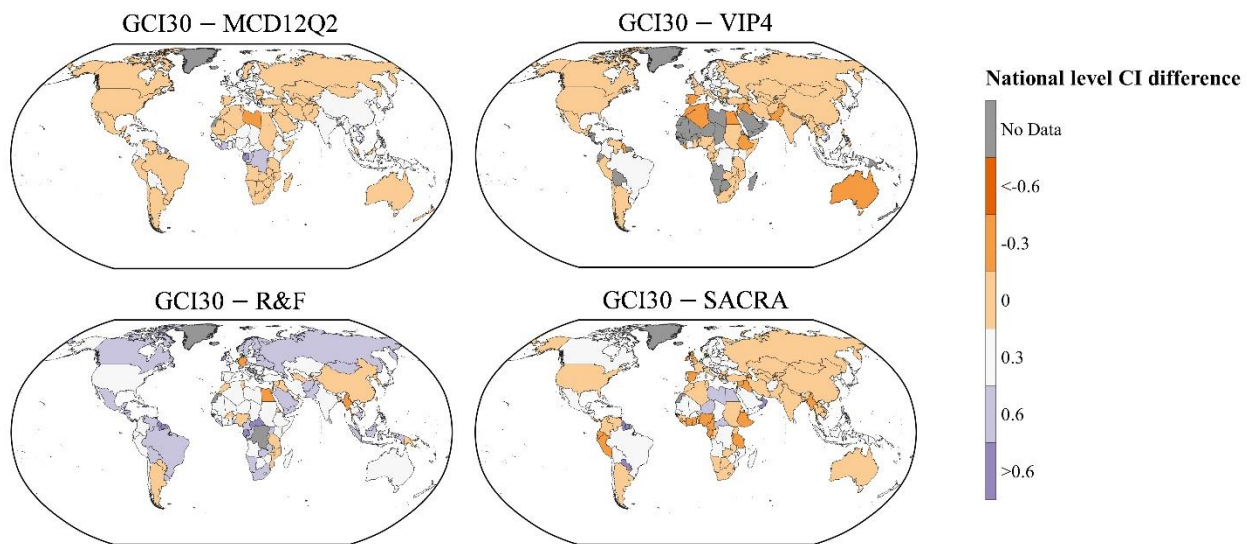 GCI30 – MCD12Q2
GCI30 – VIP4
National level CI difference
No Data
<-0.6
-0.3
0
0.3
0.6
>0.6
GCI30 – R&F
GCI30 – SACRA